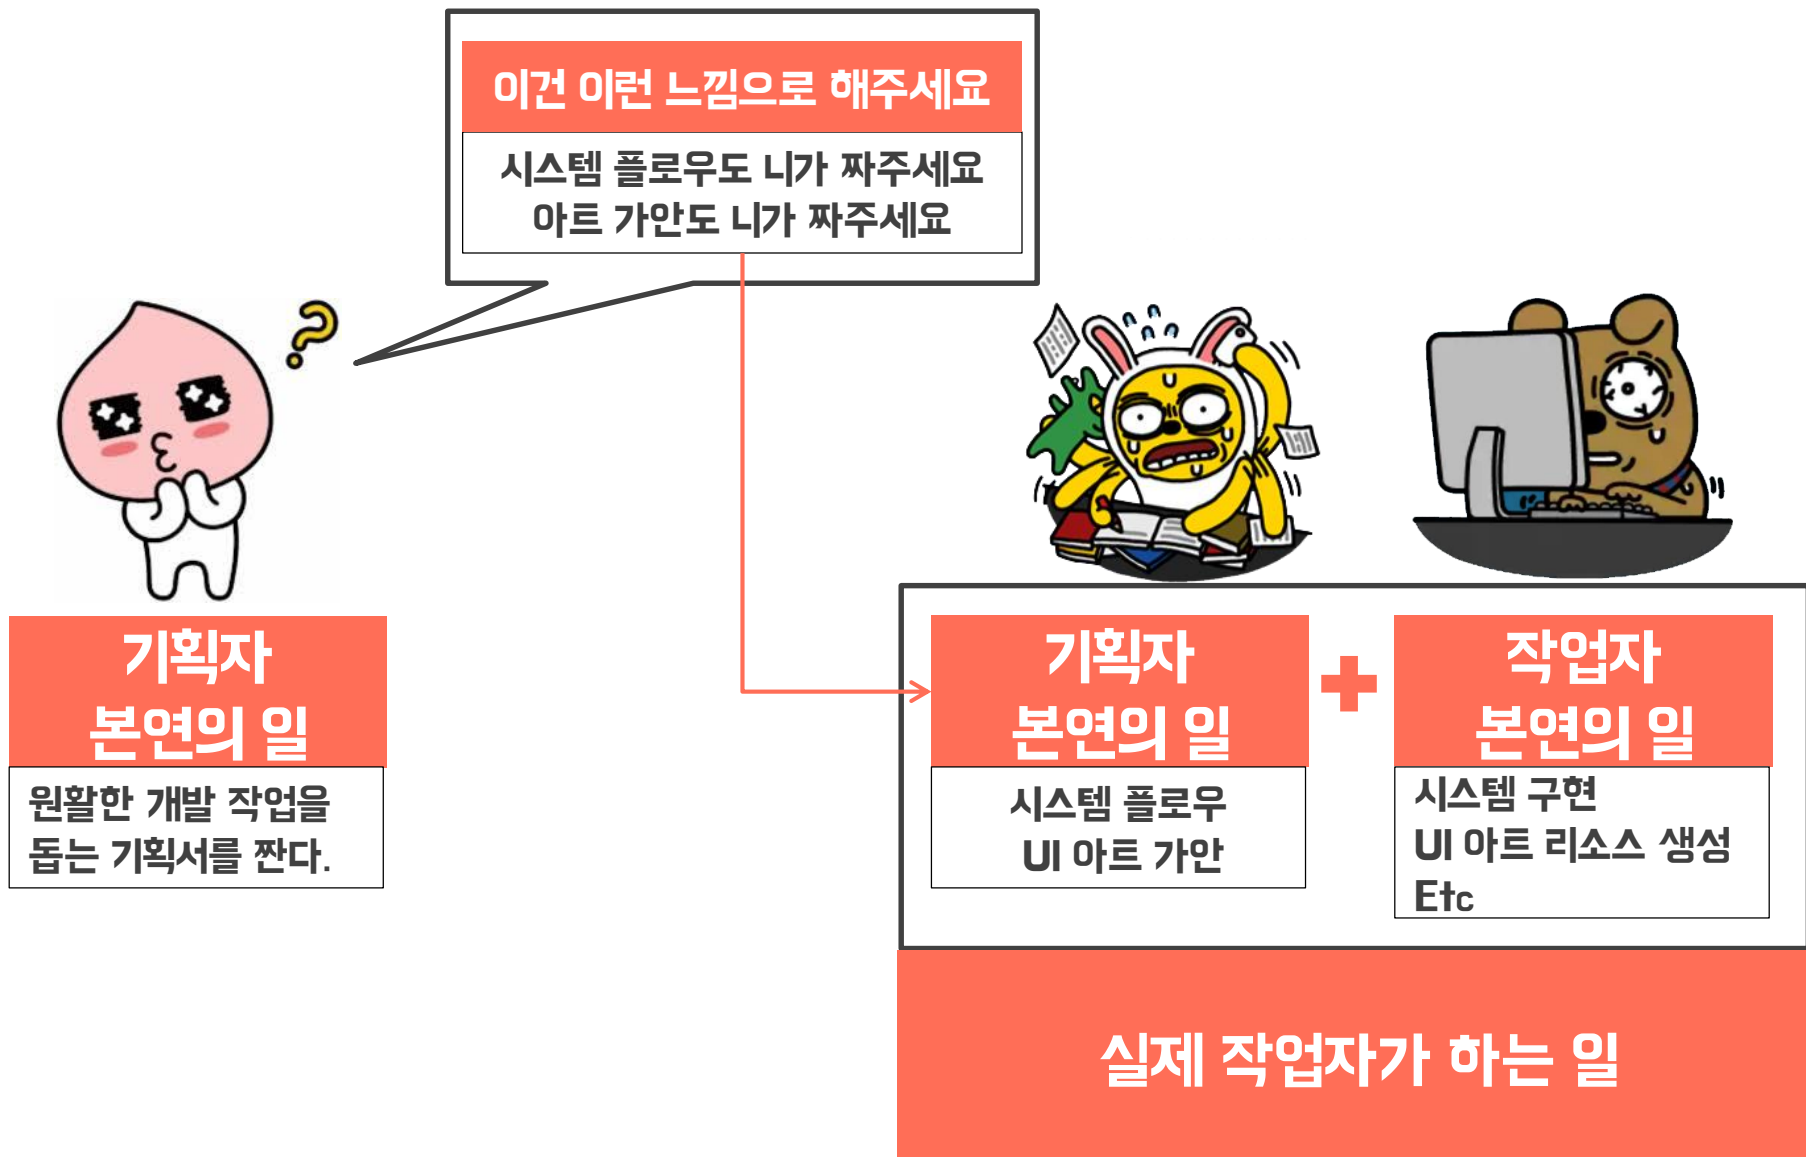 이건 이런 느낌으로 해주세요
시스템 플로우도 니가 짜주세요
아트 가안도 니가 짜주세요
?
기획자
본연의 일
원활한 개발 작업을
돕는 기획서를 짠다.
기획자
본연의 일
시스템 플로우
UI 아트 가안
작업자
본연의 일
시스템 구현
UI 아트 리소스 생성
Etc
실제 작업자가 하는 일